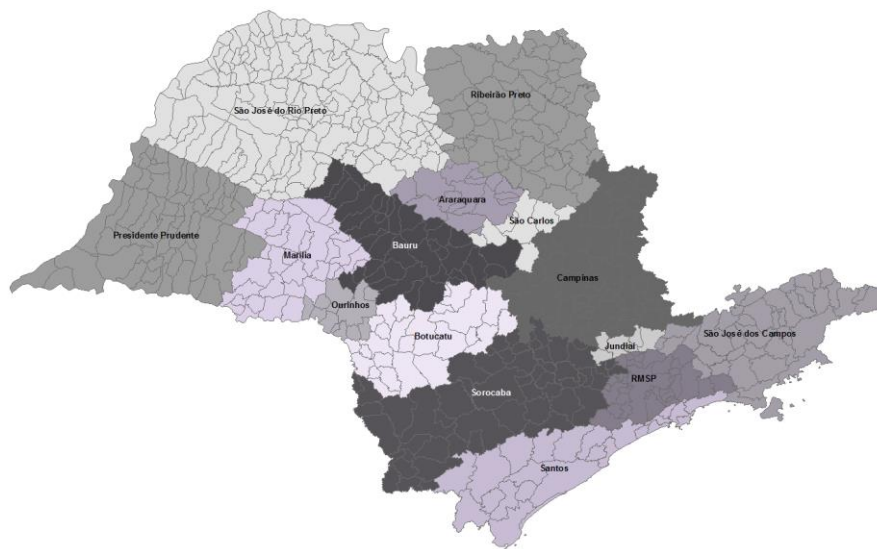 Ribeirão Preto
São José do Rio Preto
Araraquara
São Carlos
Presidente Prudente
Bauru
Marília
Campinas
Ourinhos
São José dos Campos
Botucatu
Jundiaí
RMSP
Sorocaba
Santos